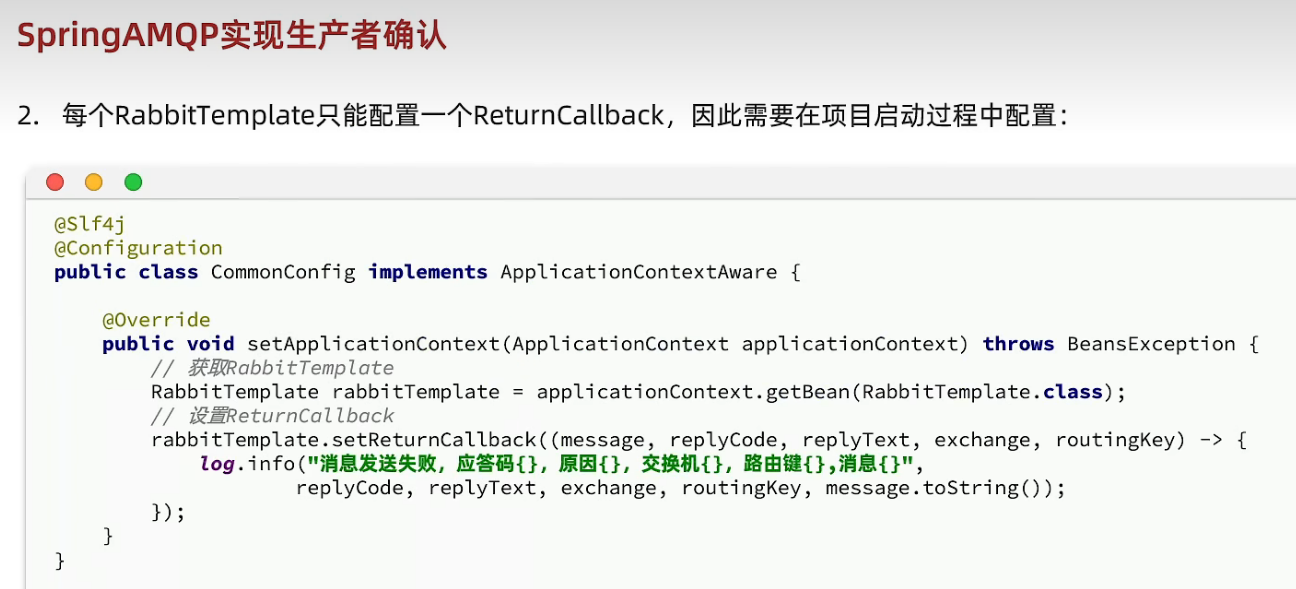 SpringAMQP实现生产者确认
2. 每个RabbitTemplate只能配置一个ReturnCallback，因此需要在项目启动过程中配置：
@Slf4j
@Configuration
public class CommonConfig implements ApplicationContextAware {
@Override
public void setApplicationContext(ApplicationContext applicationContext) throws BeansException {
// 获取RabbitTemplate
RabbitTemplate rabbitTemplate = applicationContext.getBean(RabbitTemplate.class);
// 设置ReturnCallback
rabbitTemplate.setReturnCallback((message, replyCode, replyText, exchange, routingKey) -> {
log.info("消息发送失败，应答码{}，原因{}，交换机{}，路由键{},消息{}",
replyCode, replyText, exchange, routingKey, message.toString());
});
}
}